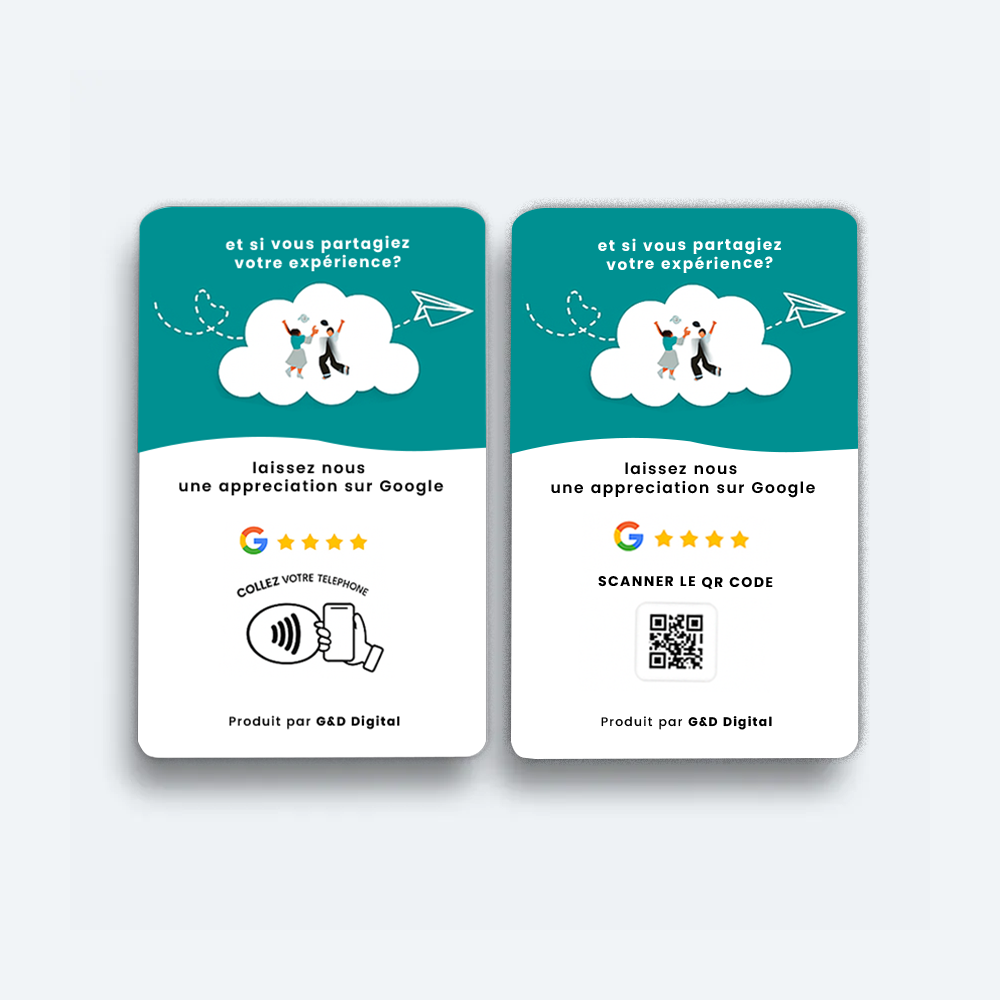 et si vous partagiez
votre expérience?
laissez nous
une appreciation sur Google
G
COLLEZ VOTRE TELEPHONE
Produit par G&D Digital
et si vous partagiez
votre expérience?
laissez nous
une appreciation sur Google
G
SCANNER LE QR CODE
Produit par G&D Digital